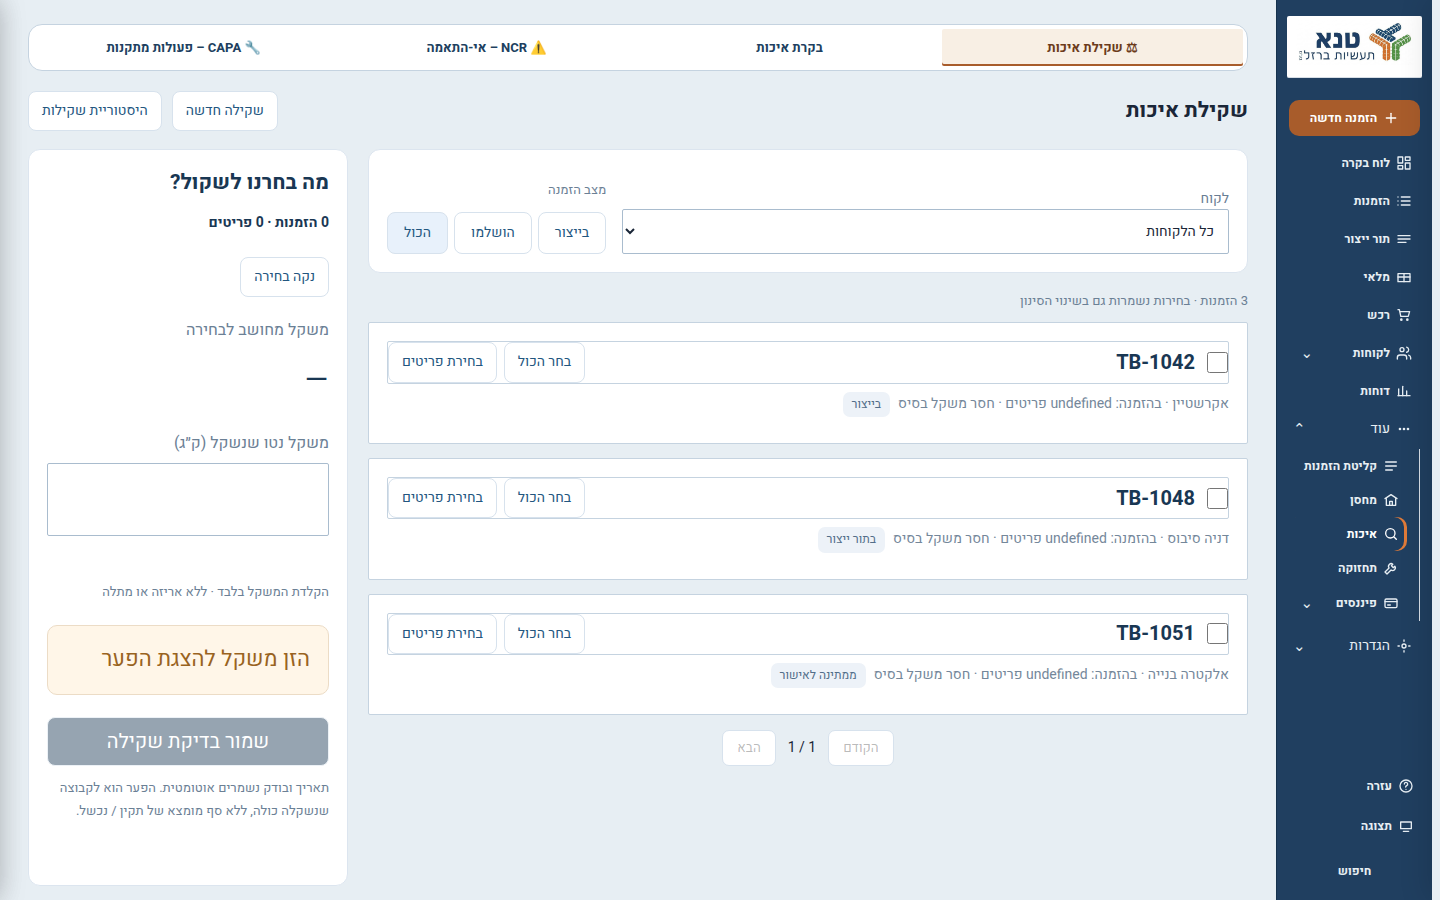 טנא
תעשיות ברזל
הזמנה חדשה
לוח בקרה
הזמנות
תור ייצור
מלאי
רכש
לקוחות
דוחות
עוד
קליטת הזמנות
מחסן
איכות
תחזוקה
פיננסים
הגדרות
עזרה
תצוגה
חיפוש
⚖ שקילת איכות
בקרת איכות
⚠️ NCR – אי-התאמה
🔧 CAPA – פעולות מתקנות
שקילת איכות
שקילה חדשה
היסטוריית שקילות
לקוח
כל הלקוחות
מצב הזמנה
בייצור
הושלמו
הכול
3 הזמנות · בחירות נשמרות גם בשינוי הסינון
TB-1042
בחר הכול
בחירת פריטים
אקרשטיין · בהזמנה: undefined פריטים · חסר משקל בסיס
בייצור
TB-1048
בחר הכול
בחירת פריטים
דניה סיבוס · בהזמנה: undefined פריטים · חסר משקל בסיס
בתור ייצור
TB-1051
בחר הכול
בחירת פריטים
אלקטרה בנייה · בהזמנה: undefined פריטים · חסר משקל בסיס
ממתינה לאישור
הקודם
1 / 1
הבא
מה בחרנו לשקול?
0 הזמנות · 0 פריטים
נקה בחירה
משקל מחושב לבחירה
—
משקל נטו שנשקל (ק״ג)
הקלדת המשקל בלבד · ללא אריזה או מתלה
הזן משקל להצגת הפער
שמור בדיקת שקילה
תאריך ובודק נשמרים אוטומטית. הפער הוא לקבוצה
שנשקלה כולה, ללא סף מומצא של תקין / נכשל.